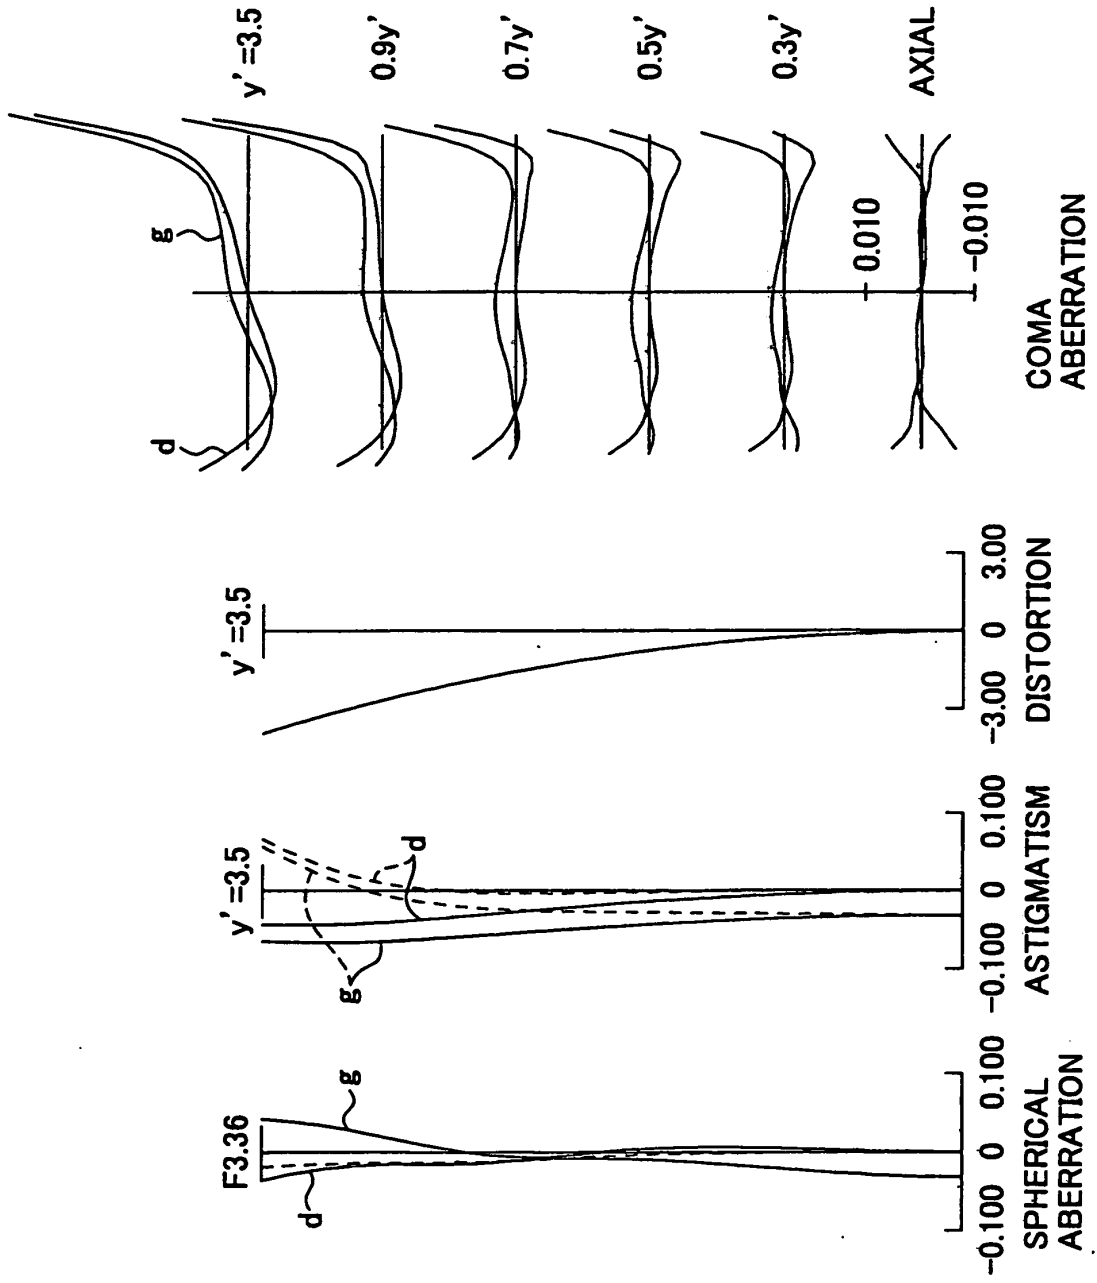 F3.36
d
g
−0.100 0 0.100
SPHERICAL
ABERRATION
y' =3.5
g
d
−0.100 0 0.100
ASTIGMATISM
y' =3.5
−3.00 0 3.00
DISTORTION
d
g
y' =3.5
0.9y'
0.7y'
0.5y'
0.3y'
AXIAL
0.010
−0.010
COMA
ABERRATION